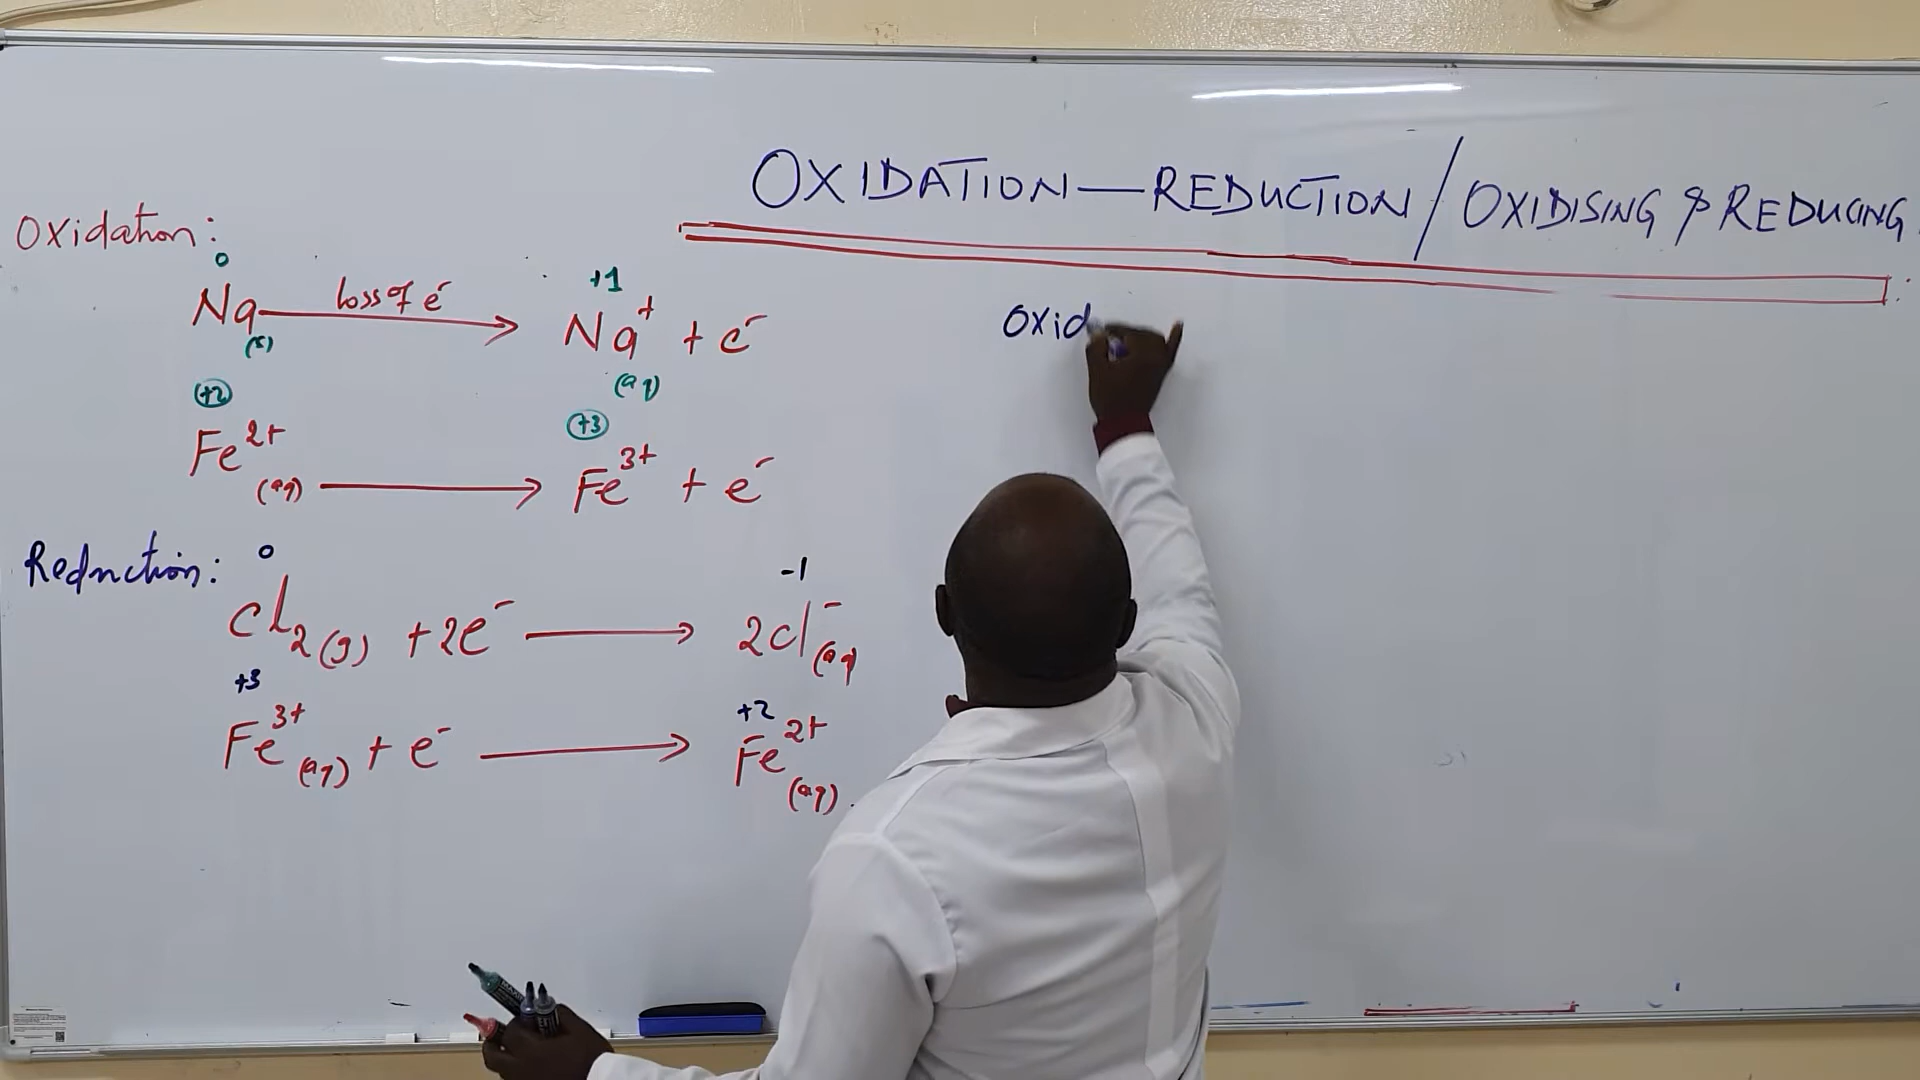 OXIDATION—REDUCTION/OXIDISING & REDUCING
Oxidation:
0 +1
Na(s) loss of e⁻ → Na⁺(aq) + e⁻
+2 +3
Fe²⁺(aq) → Fe³⁺ + e⁻
Reduction:
0 -1
Cl₂(g) + 2e⁻ → 2Cl⁻(aq)
+3 +2
Fe³⁺(aq) + e⁻ → Fe²⁺(aq)
Oxid